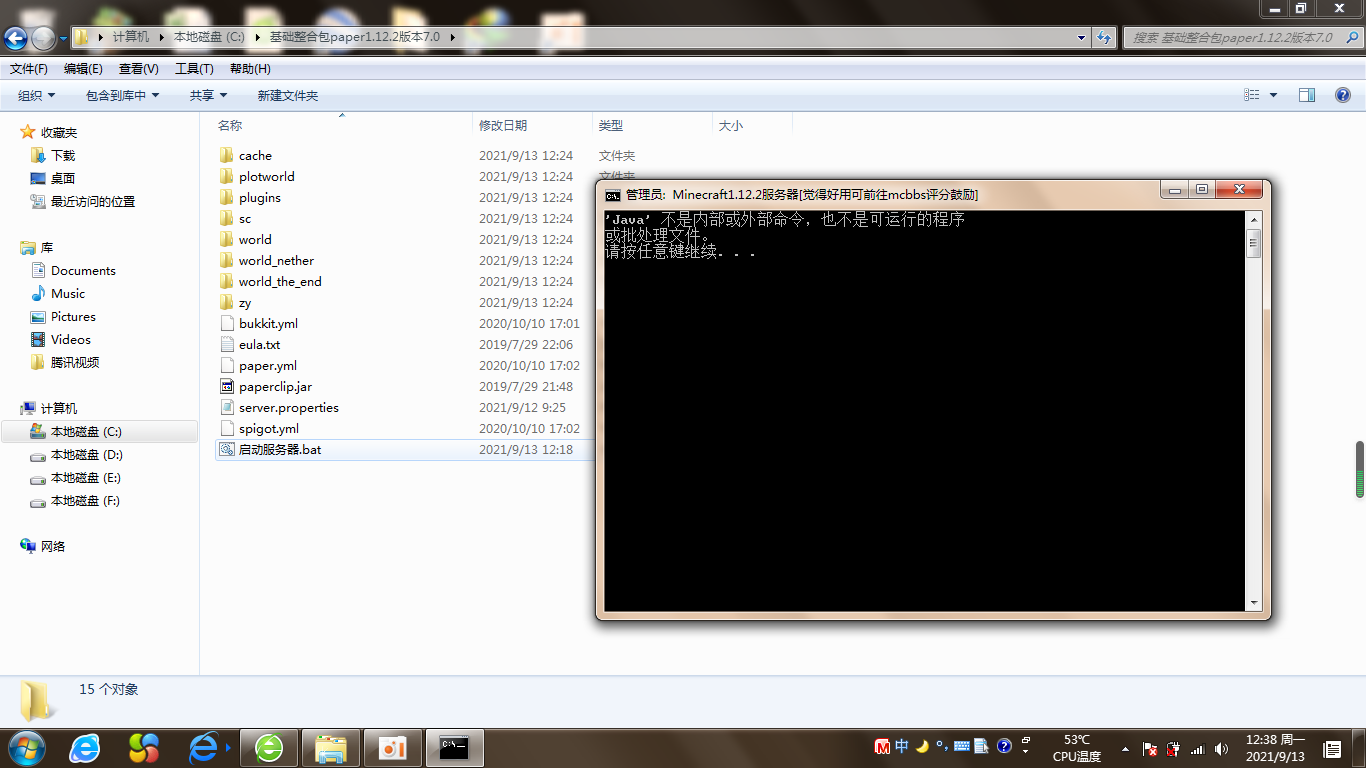 计算机 本地磁盘 (C:) 基础整合包paper1.12.2版本7.0
搜索 基础整合包paper1.12.2版本7.0
文件(F) 编辑(E) 查看(V) 工具(T) 帮助(H)
组织 包含到库中 共享 新建文件夹
收藏夹
下载
桌面
最近访问的位置
库
Documents
Music
Pictures
Videos
腾讯视频
计算机
本地磁盘 (C:)
本地磁盘 (D:)
本地磁盘 (E:)
本地磁盘 (F:)
网络
名称 修改日期 类型 大小
cache 2021/9/13 12:24 文件夹
plotworld 2021/9/13 12:24 文件夹
plugins 2021/9/13 12:24
sc 2021/9/13 12:24
world 2021/9/13 12:24
world_nether 2021/9/13 12:24
world_the_end 2021/9/13 12:24
zy 2021/9/13 12:24
bukkit.yml 2020/10/10 17:01
eula.txt 2019/7/29 22:06
paper.yml 2020/10/10 17:02
paperclip.jar 2019/7/29 21:48
server.properties 2021/9/12 9:25
spigot.yml 2020/10/10 17:02
启动服务器.bat 2021/9/13 12:18
管理员: Minecraft1.12.2服务器[觉得好用可前往mcbbs评分鼓励]
'Java' 不是内部或外部命令，也不是可运行的程序
或批处理文件。
请按任意键继续. . .
15 个对象
中
53℃
CPU温度
12:38 周一
2021/9/13